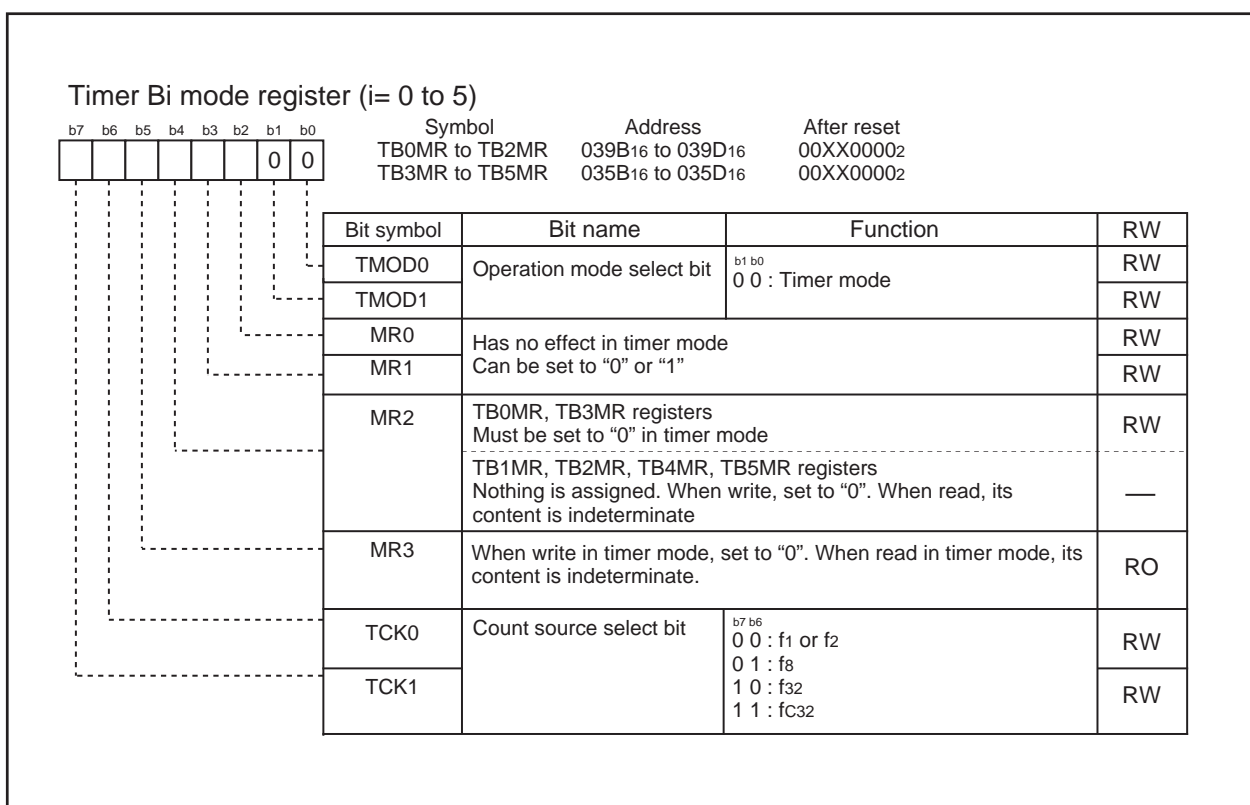 Timer Bi mode register (i= 0 to 5)
b7 b6 b5 b4 b3 b2 b1 b0
0 0
Symbol Address After reset
TB0MR to TB2MR 039B16 to 039D16 00XX00002
TB3MR to TB5MR 035B16 to 035D16 00XX00002
Bit symbol Bit name Function RW
TMOD0 Operation mode select bit b1 b0 RW
0 0 : Timer mode
TMOD1 RW
MR0 Has no effect in timer mode RW
MR1 Can be set to “0” or “1” RW
MR2 TB0MR, TB3MR registers RW
Must be set to “0” in timer mode
TB1MR, TB2MR, TB4MR, TB5MR registers
Nothing is assigned. When write, set to “0”. When read, its —
content is indeterminate
MR3 When write in timer mode, set to “0”. When read in timer mode, its RO
content is indeterminate.
TCK0 Count source select bit b7 b6 RW
0 0 : f1 or f2
0 1 : f8
TCK1 1 0 : f32 RW
1 1 : fC32